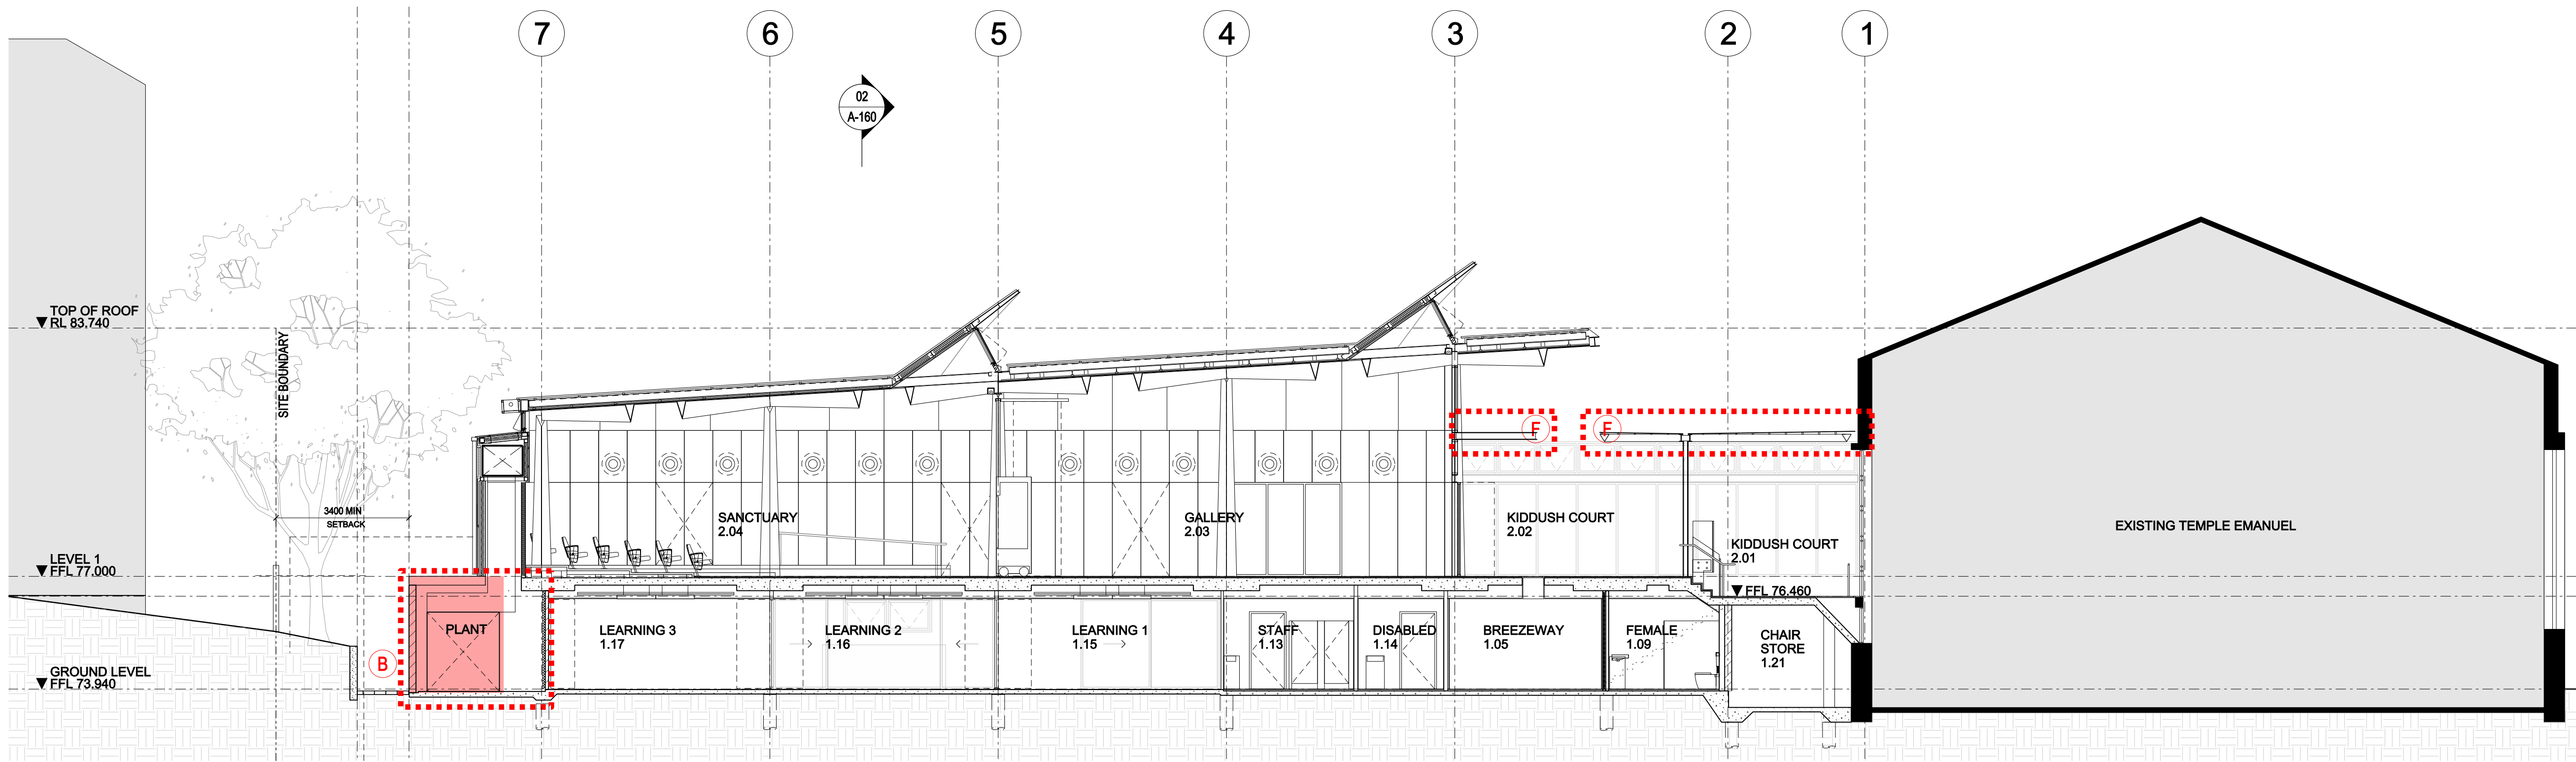 7
6
5
4
3
2
1
02
A-160
TOP OF ROOF
RL 83.740
SITE BOUNDARY
F
F
3400 MIN
SETBACK
SANCTUARY
2.04
GALLERY
2.03
KIDDUSH COURT
2.02
KIDDUSH COURT
2.01
EXISTING TEMPLE EMANUEL
LEVEL 1
FFL 77.000
FFL 76.460
PLANT
LEARNING 3
1.17
LEARNING 2
1.16
LEARNING 1
1.15
STAFF
1.13
DISABLED
1.14
BREEZEWAY
1.05
FEMALE
1.09
CHAIR
STORE
1.21
B
GROUND LEVEL
FFL 73.940